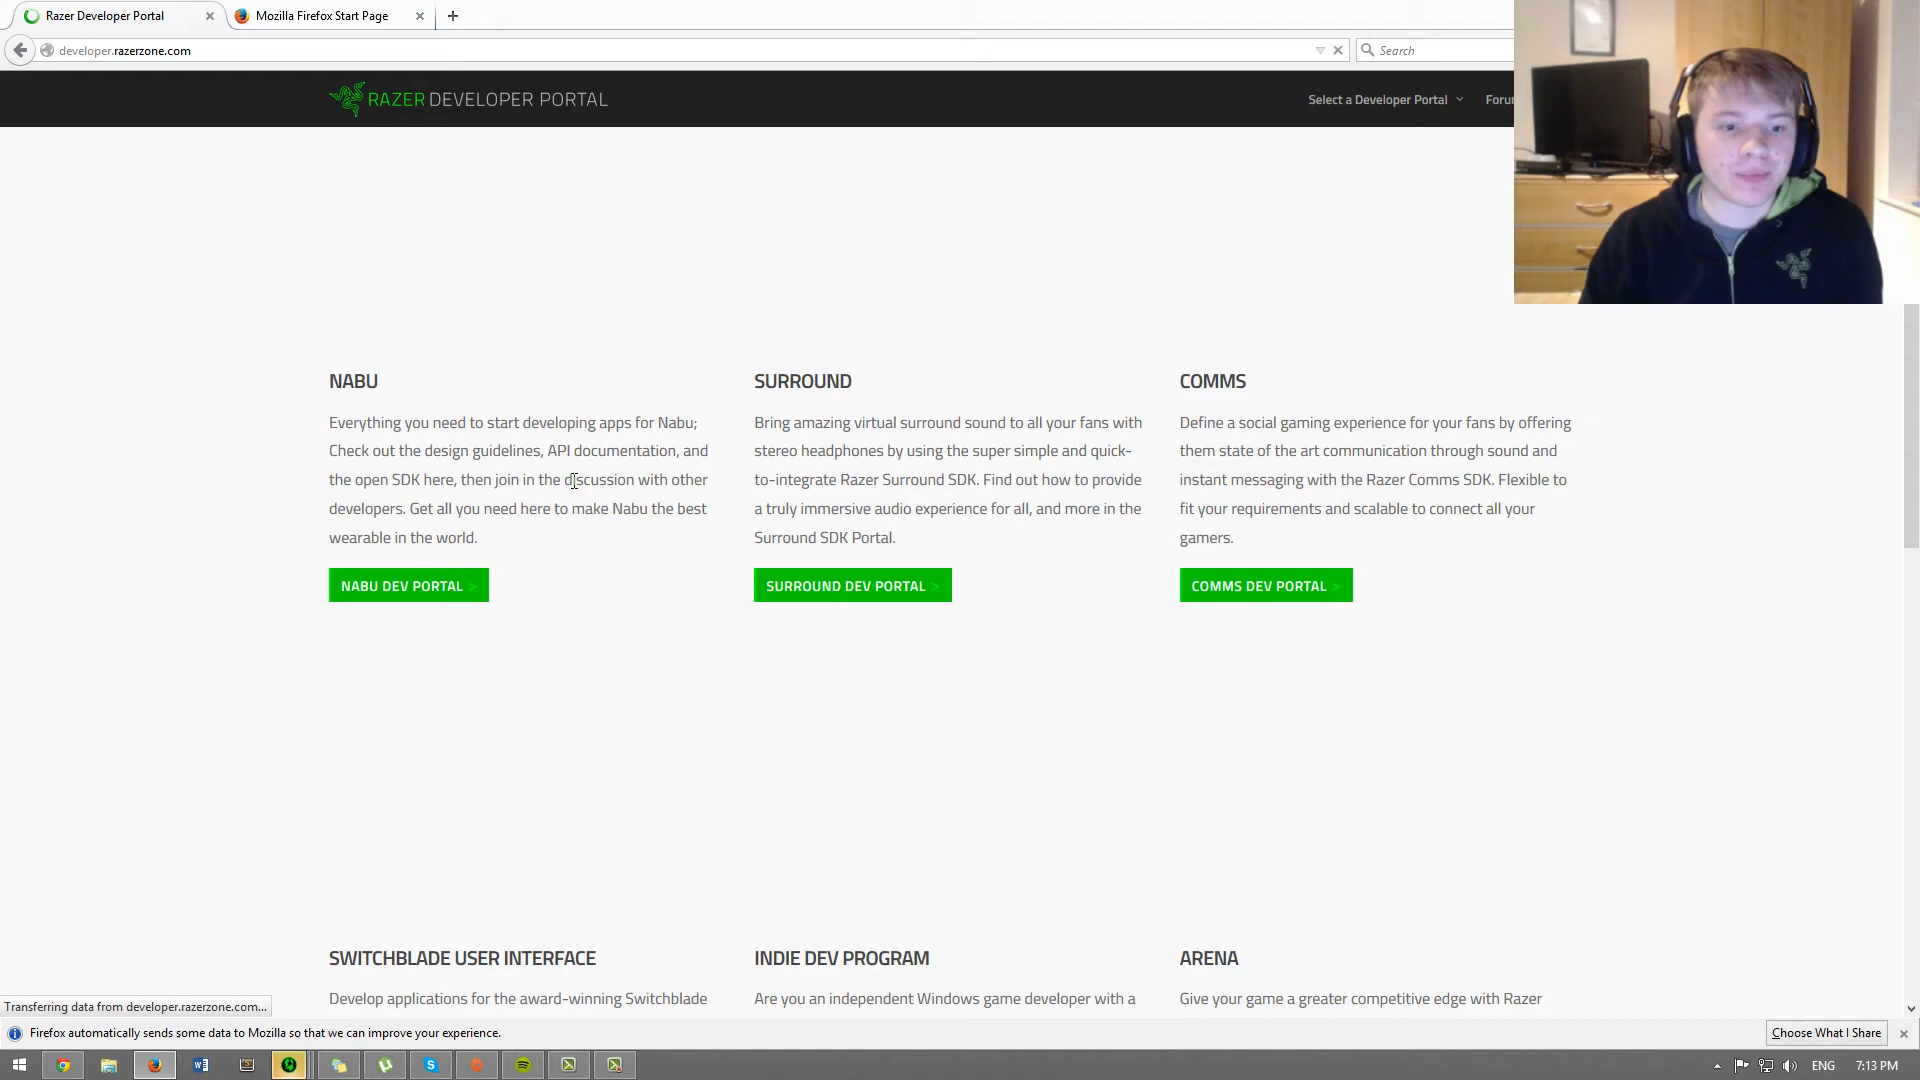 Razer Developer Portal
Mozilla Firefox Start Page
developer.razerzone.com
Search
RAZER DEVELOPER PORTAL
Select a Developer Portal
Foru
NABU
Everything you need to start developing apps for Nabu;
Check out the design guidelines, API documentation, and
the open SDK here, then join in the discussion with other
developers. Get all you need here to make Nabu the best
wearable in the world.
NABU DEV PORTAL >
SURROUND
Bring amazing virtual surround sound to all your fans with
stereo headphones by using the super simple and quick-
to-integrate Razer Surround SDK. Find out how to provide
a truly immersive audio experience for all, and more in the
Surround SDK Portal.
SURROUND DEV PORTAL >
COMMS
Define a social gaming experience for your fans by offering
them state of the art communication through sound and
instant messaging with the Razer Comms SDK. Flexible to
fit your requirements and scalable to connect all your
gamers.
COMMS DEV PORTAL >
SWITCHBLADE USER INTERFACE
Develop applications for the award-winning Switchblade
INDIE DEV PROGRAM
Are you an independent Windows game developer with a
ARENA
Give your game a greater competitive edge with Razer
Transferring data from developer.razerzone.com...
Firefox automatically sends some data to Mozilla so that we can improve your experience.
Choose What I Share
ENG
7:13 PM